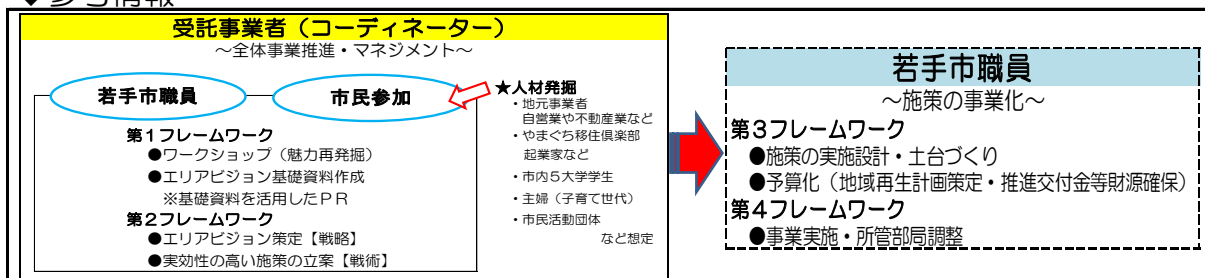 ◆参考情報
受託事業者（コーディネーター）
～全体事業推進・マネジメント～
若手市職員
市民参加
第１フレームワーク
●ワークショップ（魅力再発掘）
●エリアビジョン基礎資料作成
※基礎資料を活用したＰＲ
第２フレームワーク
●エリアビジョン策定【戦略】
●実効性の高い施策の立案【戦術】
★人材発掘
・地元事業者
自営業や不動産業など
・やまぐち移住倶楽部
起業家など
・市内５大学学生
・主婦（子育て世代）
・市民活動団体
など想定
若手市職員
～施策の事業化～
第３フレームワーク
●施策の実施設計・土台づくり
●予算化（地域再生計画策定・推進交付金等財源確保）
第４フレームワーク
●事業実施・所管部局調整